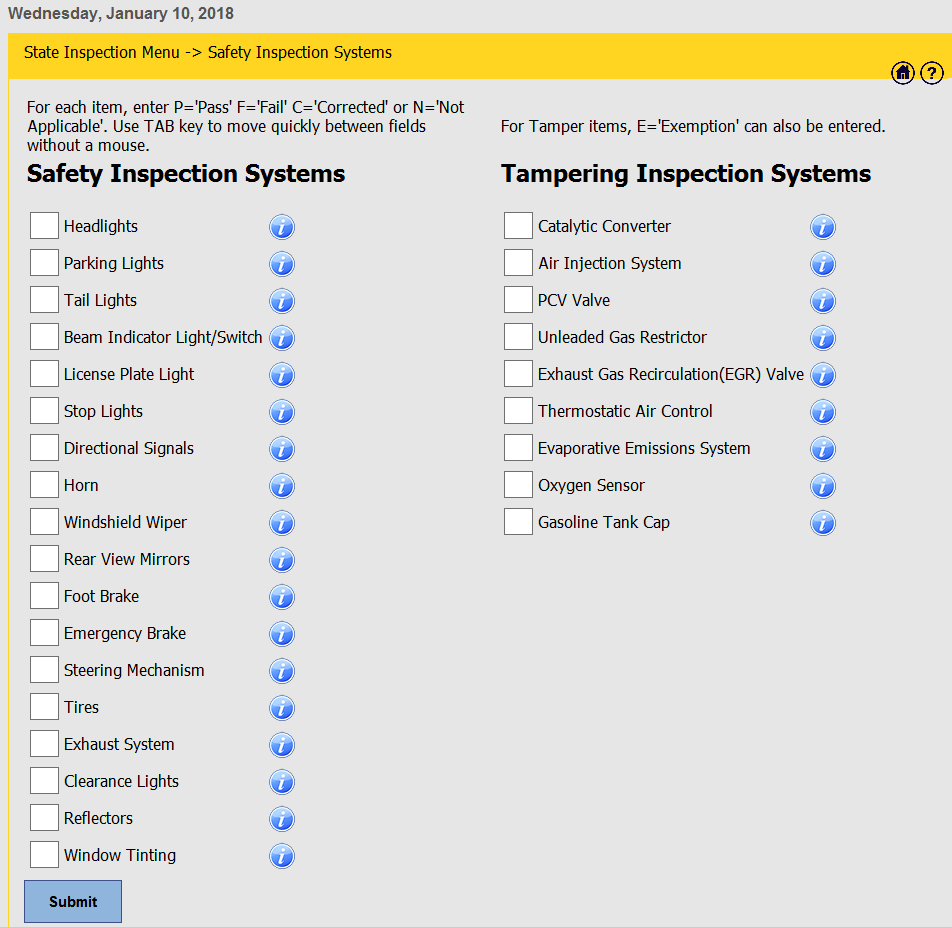 Wednesday, January 10, 2018
State Inspection Menu -> Safety Inspection Systems
?
For each item, enter P='Pass' F='Fail' C='Corrected' or N='Not
Applicable'. Use TAB key to move quickly between fields
without a mouse.
Safety Inspection Systems
Headlights i
Parking Lights i
Tail Lights i
Beam Indicator Light/Switch i
License Plate Light i
Stop Lights i
Directional Signals i
Horn i
Windshield Wiper i
Rear View Mirrors i
Foot Brake i
Emergency Brake i
Steering Mechanism i
Tires i
Exhaust System i
Clearance Lights i
Reflectors i
Window Tinting i
Submit
For Tamper items, E='Exemption' can also be entered.
Tampering Inspection Systems
Catalytic Converter i
Air Injection System i
PCV Valve i
Unleaded Gas Restrictor i
Exhaust Gas Recirculation(EGR) Valve i
Thermostatic Air Control i
Evaporative Emissions System i
Oxygen Sensor i
Gasoline Tank Cap i